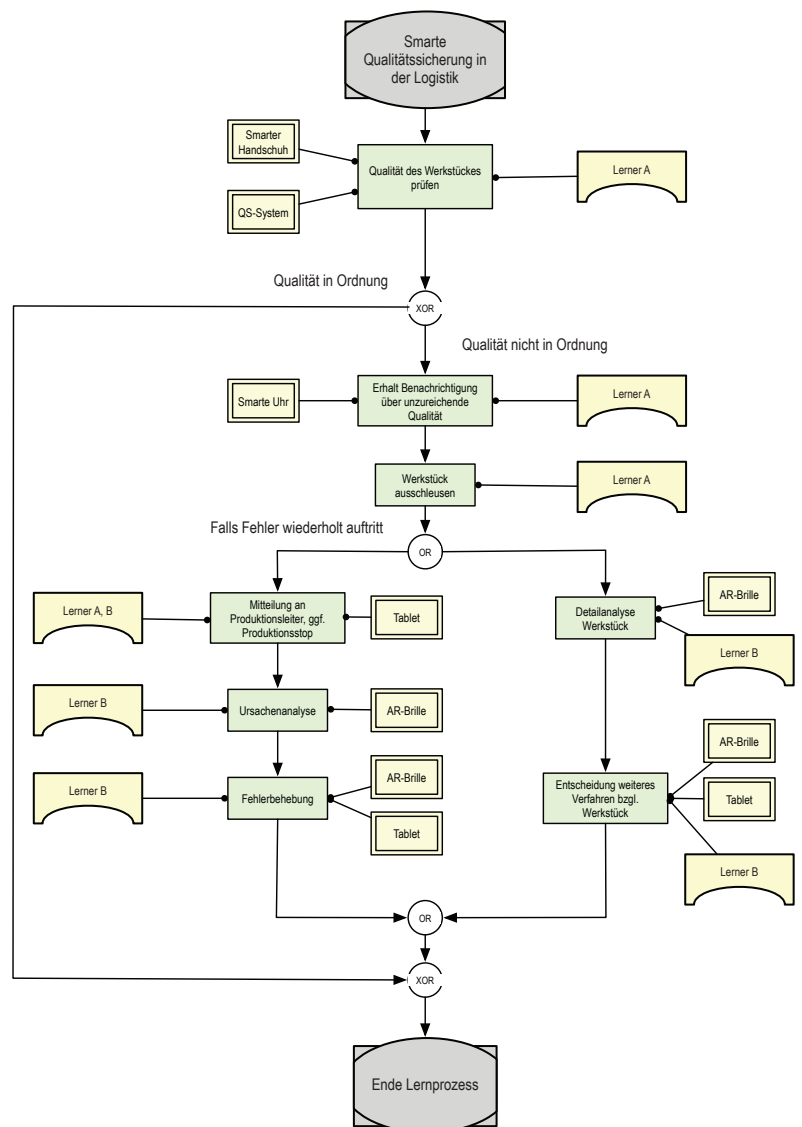 Smarte
Qualitätssicherung in
der Logistik
Smarter
Handschuh
Qualität des Werkstückes
prüfen
Lerner A
QS-System
Qualität in Ordnung
XOR
Qualität nicht in Ordnung
Smarte Uhr
Erhalt Benachrichtigung
über unzureichende
Qualität
Lerner A
Werkstück
ausschleusen
Lerner A
Falls Fehler wiederholt auftritt
OR
Lerner A, B
Mitteilung an
Produktionsleiter, ggf.
Produktionsstop
Tablet
Detailanalyse
Werkstück
AR-Brille
Lerner B
Lerner B
Ursachenanalyse
AR-Brille
Lerner B
Fehlerbehebung
AR-Brille
Tablet
Entscheidung weiteres
Verfahren bzgl.
Werkstück
AR-Brille
Tablet
Lerner B
OR
XOR
Ende Lernprozess